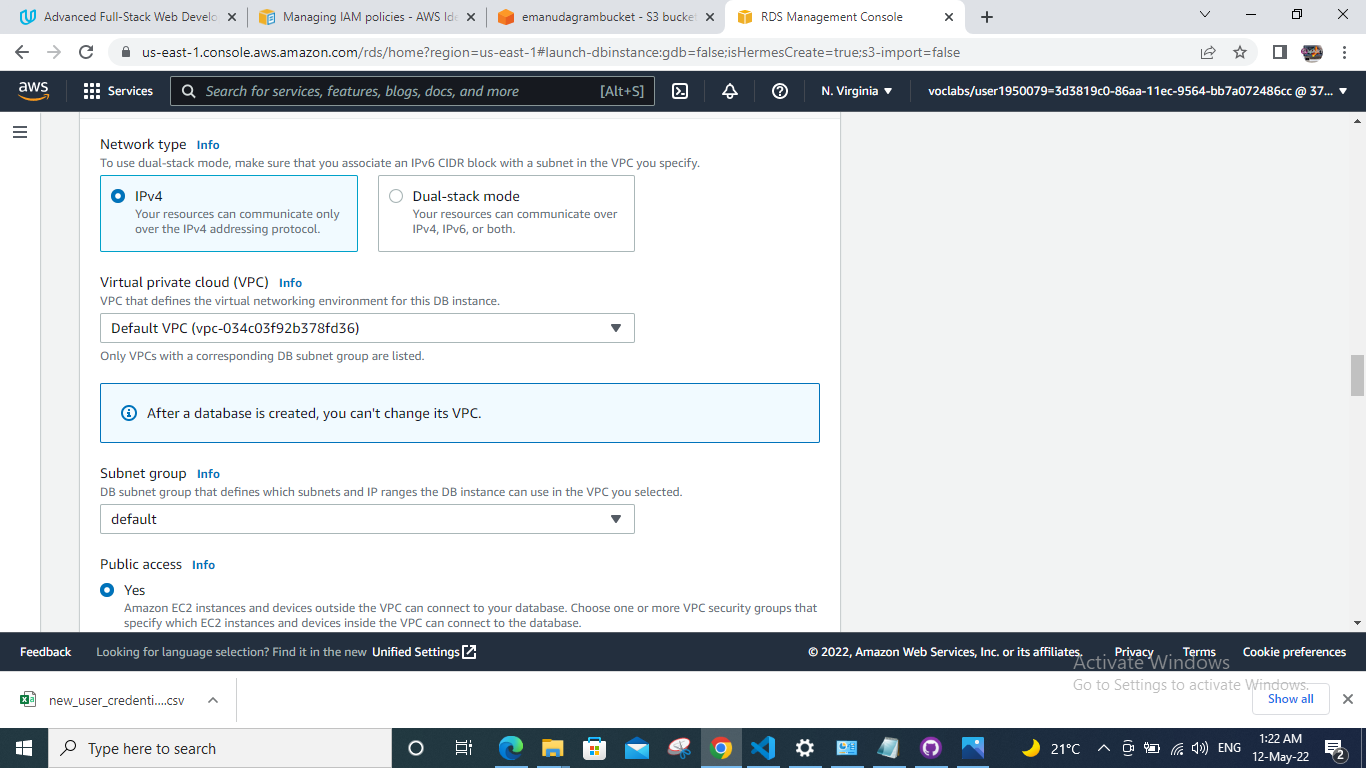 Advanced Full-Stack Web Develo
Managing IAM policies - AWS Ide
emanudagrambucket - S3 bucket
RDS Management Console
us-east-1.console.aws.amazon.com/rds/home?region=us-east-1#launch-dbinstance:gdb=false;isHermesCreate=true;s3-import=false
aws
Services
Search for services, features, blogs, docs, and more
[Alt+S]
N. Virginia
voclabs/user1950079=3d3819c0-86aa-11ec-9564-bb7a072486cc @ 37...
Network type Info
To use dual-stack mode, make sure that you associate an IPv6 CIDR block with a subnet in the VPC you specify.
IPv4
Your resources can communicate only
over the IPv4 addressing protocol.
Dual-stack mode
Your resources can communicate over
IPv4, IPv6, or both.
Virtual private cloud (VPC) Info
VPC that defines the virtual networking environment for this DB instance.
Default VPC (vpc-034c03f92b378fd36)
Only VPCs with a corresponding DB subnet group are listed.
After a database is created, you can't change its VPC.
Subnet group Info
DB subnet group that defines which subnets and IP ranges the DB instance can use in the VPC you selected.
default
Public access Info
Yes
Amazon EC2 instances and devices outside the VPC can connect to your database. Choose one or more VPC security groups that
specify which EC2 instances and devices inside the VPC can connect to the database.
Feedback
Looking for language selection? Find it in the new Unified Settings
© 2022, Amazon Web Services, Inc. or its affiliates.
Privacy
Terms
Cookie preferences
Activate Windows
Go to Settings to activate Windows.
new_user_credenti....csv
Show all
Type here to search
21°C
ENG
1:22 AM
12-May-22
2